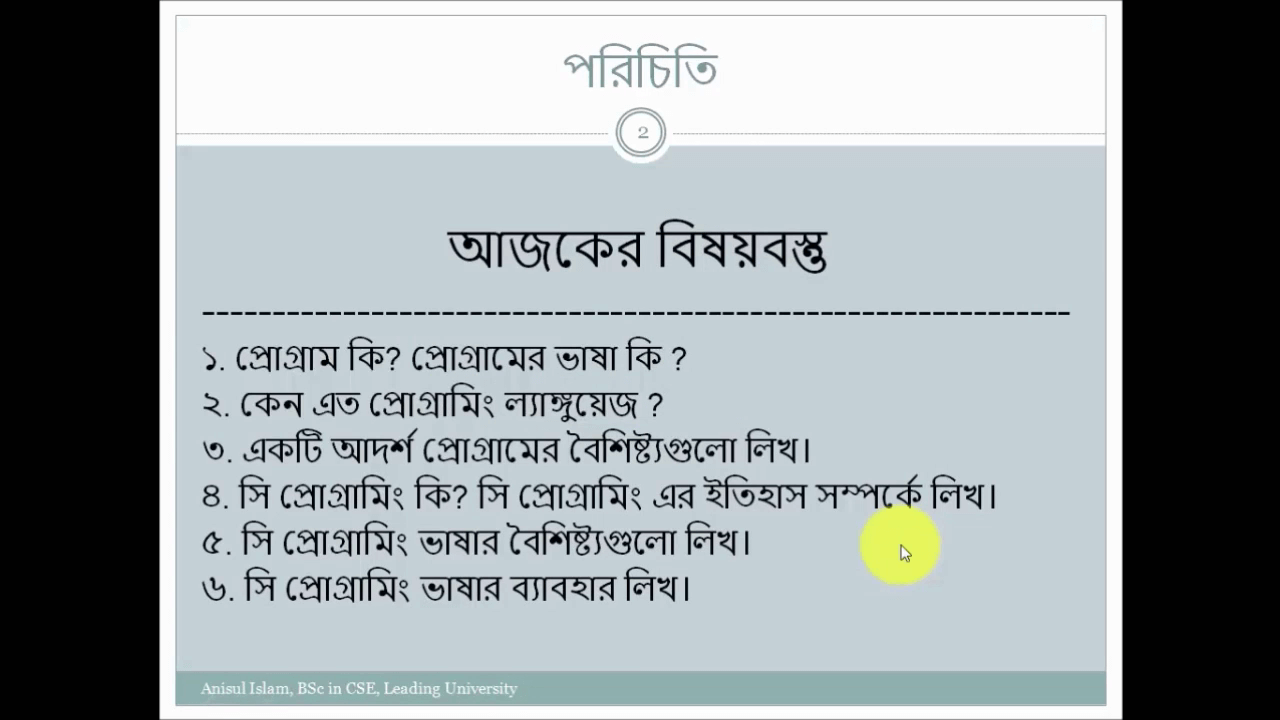 পরিচিতি
2
আজকের বিষয়বস্তু
--------------------------------------------------------------
১. প্রোগ্রাম কি? প্রোগ্রামের ভাষা কি ?
২. কেন এত প্রোগ্রামিং ল্যাঙ্গুয়েজ ?
৩. একটি আদর্শ প্রোগ্রামের বৈশিষ্ট্যগুলো লিখ।
৪. সি প্রোগ্রামিং কি? সি প্রোগ্রামিং এর ইতিহাস সম্পর্কে লিখ।
৫. সি প্রোগ্রামিং ভাষার বৈশিষ্ট্যগুলো লিখ।
৬. সি প্রোগ্রামিং ভাষার ব্যাবহার লিখ।
Anisul Islam, BSc in CSE, Leading University